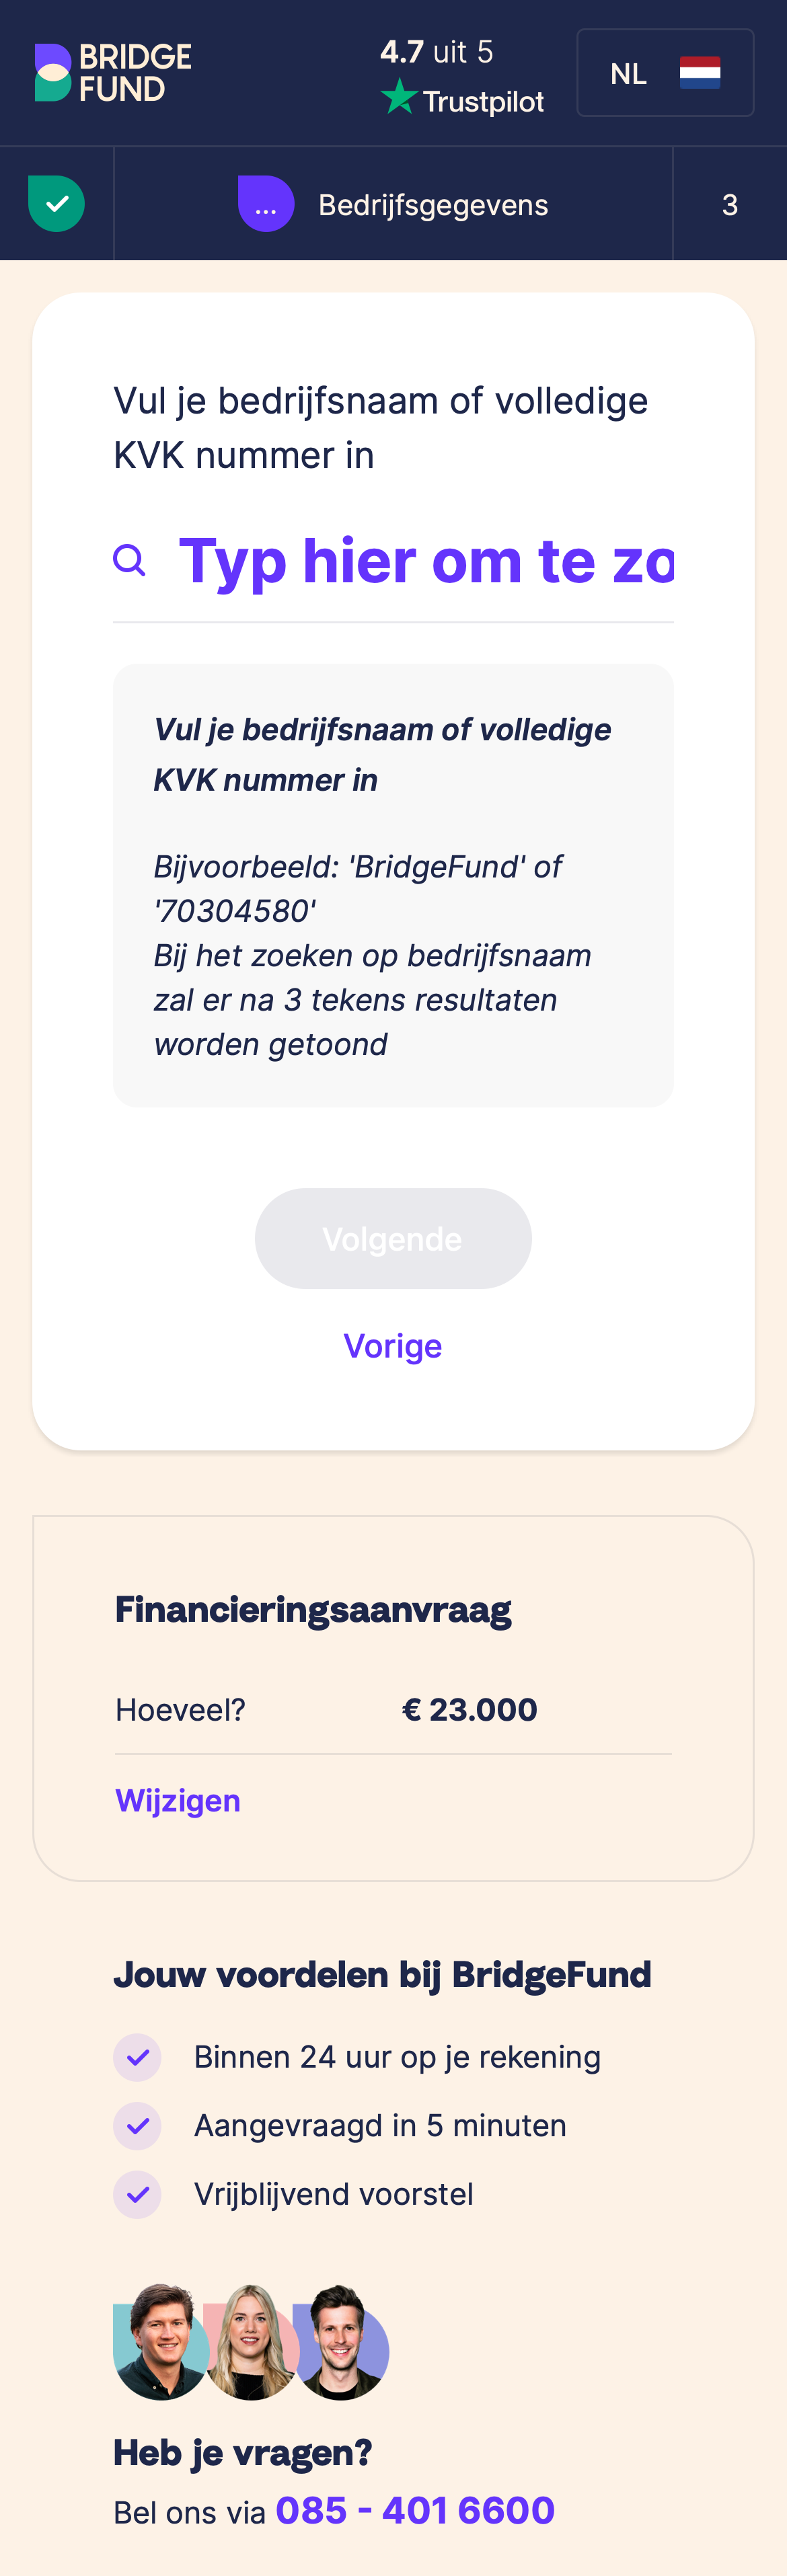 BRIDGE
FUND
4.7 uit 5
Trustpilot
NL
... Bedrijfsgegevens
3
Vul je bedrijfsnaam of volledige
KVK nummer in
Typ hier om te zo
Vul je bedrijfsnaam of volledige
KVK nummer in
Bijvoorbeeld: 'BridgeFund' of
'70304580'
Bij het zoeken op bedrijfsnaam
zal er na 3 tekens resultaten
worden getoond
Volgende
Vorige
Financieringsaanvraag
Hoeveel? € 23.000
Wijzigen
Jouw voordelen bij BridgeFund
Binnen 24 uur op je rekening
Aangevraagd in 5 minuten
Vrijblijvend voorstel
Heb je vragen?
Bel ons via 085 - 401 6600